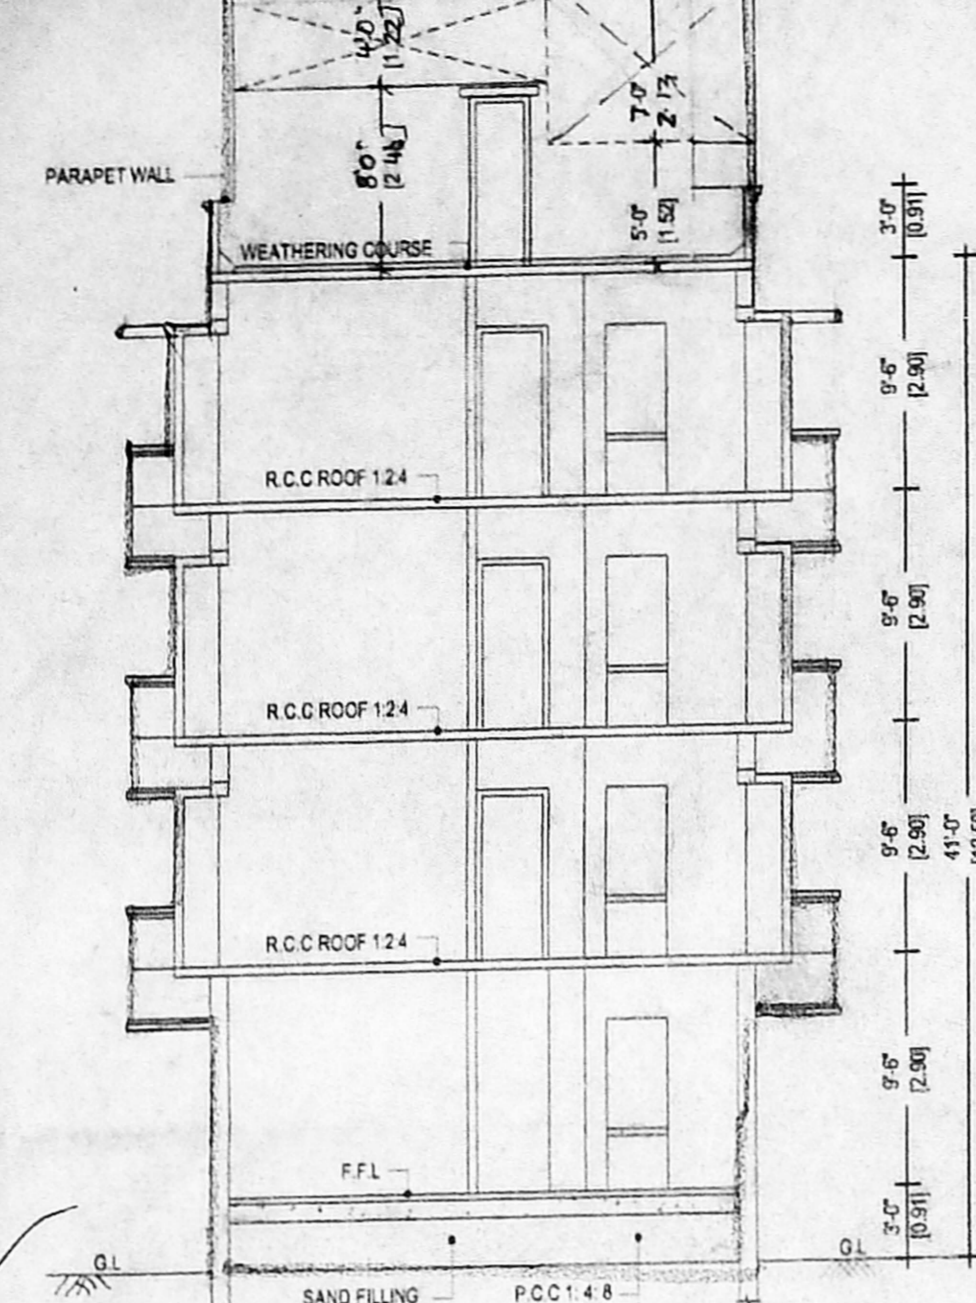 4'0"
[1.22]
7'-0"
2.13
8'0"
[2.46]
PARAPET WALL
5'-0"
[1.52]
3'-0"
[0.91]
WEATHERING COURSE
9'-6"
[2.90]
R.C.C ROOF 1:2:4
9'-6"
[2.90]
R.C.C ROOF 1:2:4
9'-6"
[2.90]
41'-0"
R.C.C ROOF 1:2:4
9'-6"
[2.90]
F.F.L
3'-0"
[0.91]
G.L
G.L
SAND FILLING
P.C.C 1:4:8